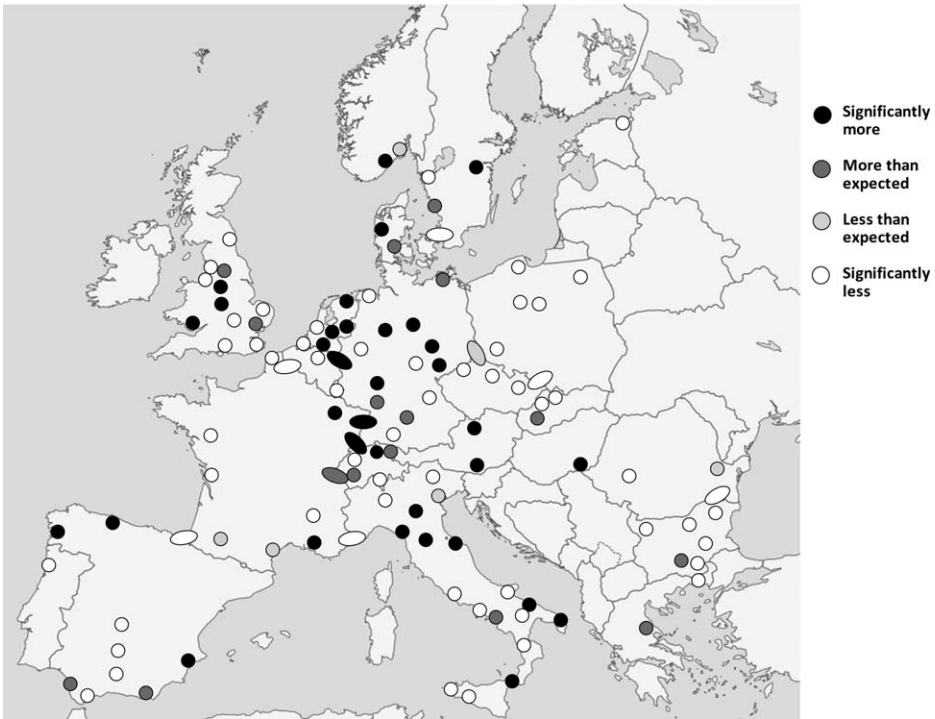 Significantly
more
More than
expected
Less than
expected
Significantly
less